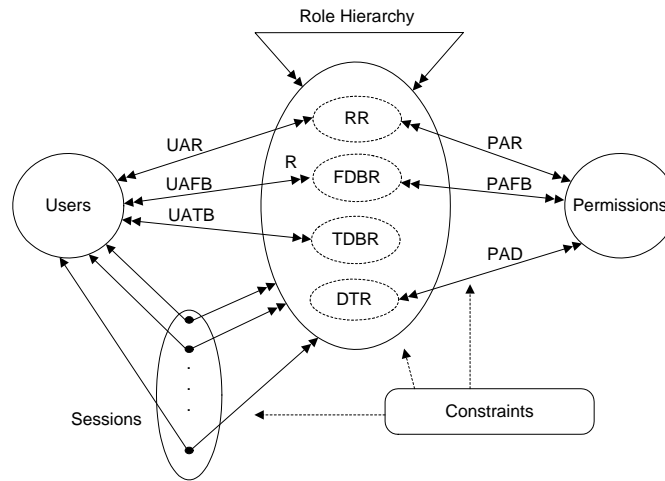 Role Hierarchy
RR
UAR
PAR
R
UAFB
FDBR
PAFB
Users
Permissions
UATB
TDBR
PAD
DTR
Sessions
Constraints